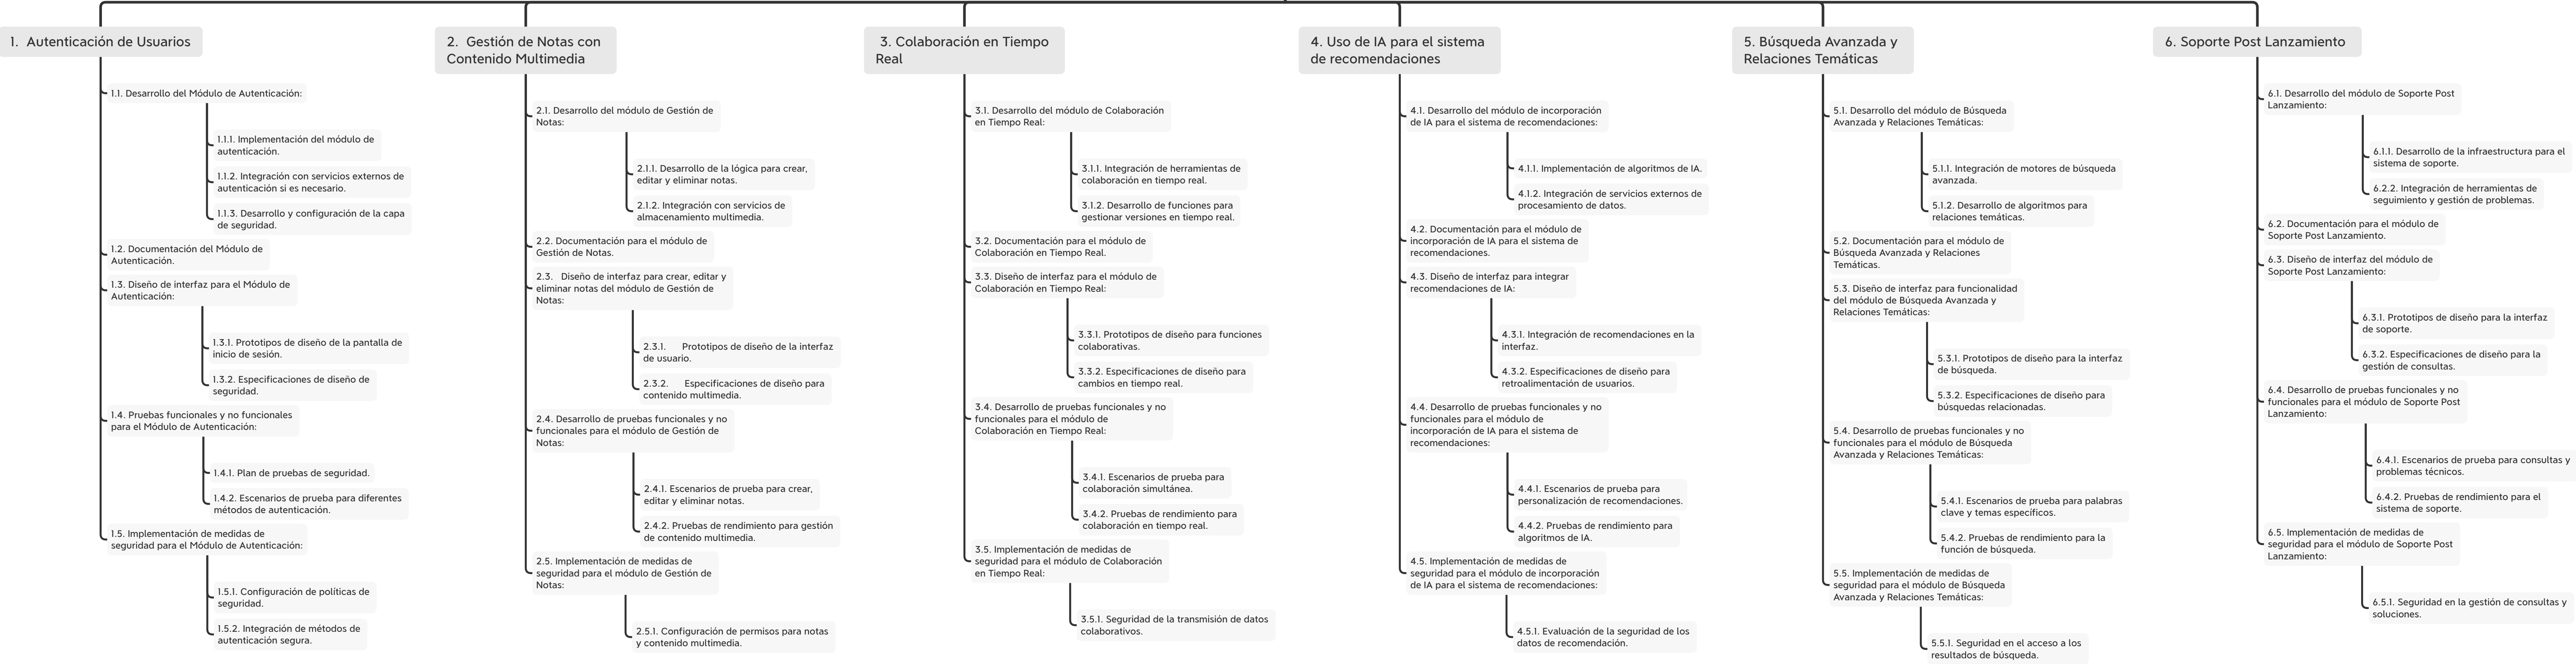 1. Autenticación de Usuarios
1.1. Desarrollo del Módulo de Autenticación:
1.1.1. Implementación del módulo de
autenticación.
1.1.2. Integración con servicios externos de
autenticación si es necesario.
1.1.3. Desarrollo y configuración de la capa
de seguridad.
1.2. Documentación del Módulo de
Autenticación.
1.3. Diseño de interfaz para el Módulo de
Autenticación:
1.3.1. Prototipos de diseño de la pantalla de
inicio de sesión.
1.3.2. Especificaciones de diseño de
seguridad.
1.4. Pruebas funcionales y no funcionales
para el Módulo de Autenticación:
1.4.1. Plan de pruebas de seguridad.
1.4.2. Escenarios de prueba para diferentes
métodos de autenticación.
1.5. Implementación de medidas de
seguridad para el Módulo de Autenticación:
1.5.1. Configuración de políticas de
seguridad.
1.5.2. Integración de métodos de
autenticación segura.
2. Gestión de Notas con
Contenido Multimedia
2.1. Desarrollo del módulo de Gestión de
Notas:
2.1.1. Desarrollo de la lógica para crear,
editar y eliminar notas.
2.1.2. Integración con servicios de
almacenamiento multimedia.
2.2. Documentación para el módulo de
Gestión de Notas.
2.3. Diseño de interfaz para crear, editar y
eliminar notas del módulo de Gestión de
Notas:
2.3.1. Prototipos de diseño de la interfaz
de usuario.
2.3.2. Especificaciones de diseño para
contenido multimedia.
2.4. Desarrollo de pruebas funcionales y no
funcionales para el módulo de Gestión de
Notas:
2.4.1. Escenarios de prueba para crear,
editar y eliminar notas.
2.4.2. Pruebas de rendimiento para gestión
de contenido multimedia.
2.5. Implementación de medidas de
seguridad para el módulo de Gestión de
Notas:
2.5.1. Configuración de permisos para notas
y contenido multimedia.
3. Colaboración en Tiempo
Real
3.1. Desarrollo del módulo de Colaboración
en Tiempo Real:
3.1.1. Integración de herramientas de
colaboración en tiempo real.
3.1.2. Desarrollo de funciones para
gestionar versiones en tiempo real.
3.2. Documentación para el módulo de
Colaboración en Tiempo Real.
3.3. Diseño de interfaz para el módulo de
Colaboración en Tiempo Real:
3.3.1. Prototipos de diseño para funciones
colaborativas.
3.3.2. Especificaciones de diseño para
cambios en tiempo real.
3.4. Desarrollo de pruebas funcionales y no
funcionales para el módulo de
Colaboración en Tiempo Real:
3.4.1. Escenarios de prueba para
colaboración simultánea.
3.4.2. Pruebas de rendimiento para
colaboración en tiempo real.
3.5. Implementación de medidas de
seguridad para el módulo de Colaboración
en Tiempo Real:
3.5.1. Seguridad de la transmisión de datos
colaborativos.
4. Uso de IA para el sistema
de recomendaciones
4.1. Desarrollo del módulo de incorporación
de IA para el sistema de recomendaciones:
4.1.1. Implementación de algoritmos de IA.
4.1.2. Integración de servicios externos de
procesamiento de datos.
4.2. Documentación para el módulo de
incorporación de IA para el sistema de
recomendaciones.
4.3. Diseño de interfaz para integrar
recomendaciones de IA:
4.3.1. Integración de recomendaciones en la
interfaz.
4.3.2. Especificaciones de diseño para
retroalimentación de usuarios.
4.4. Desarrollo de pruebas funcionales y no
funcionales para el módulo de
incorporación de IA para el sistema de
recomendaciones:
4.4.1. Escenarios de prueba para
personalización de recomendaciones.
4.4.2. Pruebas de rendimiento para
algoritmos de IA.
4.5. Implementación de medidas de
seguridad para el módulo de incorporación
de IA para el sistema de recomendaciones:
4.5.1. Evaluación de la seguridad de los
datos de recomendación.
5. Búsqueda Avanzada y
Relaciones Temáticas
5.1. Desarrollo del módulo de Búsqueda
Avanzada y Relaciones Temáticas:
5.1.1. Integración de motores de búsqueda
avanzada.
5.1.2. Desarrollo de algoritmos para
relaciones temáticas.
5.2. Documentación para el módulo de
Búsqueda Avanzada y Relaciones
Temáticas.
5.3. Diseño de interfaz para funcionalidad
del módulo de Búsqueda Avanzada y
Relaciones Temáticas:
5.3.1. Prototipos de diseño para la interfaz
de búsqueda.
5.3.2. Especificaciones de diseño para
búsquedas relacionadas.
5.4. Desarrollo de pruebas funcionales y no
funcionales para el módulo de Búsqueda
Avanzada y Relaciones Temáticas:
5.4.1. Escenarios de prueba para palabras
clave y temas específicos.
5.4.2. Pruebas de rendimiento para la
función de búsqueda.
5.5. Implementación de medidas de
seguridad para el módulo de Búsqueda
Avanzada y Relaciones Temáticas:
5.5.1. Seguridad en el acceso a los
resultados de búsqueda.
6. Soporte Post Lanzamiento
6.1. Desarrollo del módulo de Soporte Post
Lanzamiento:
6.1.1. Desarrollo de la infraestructura para el
sistema de soporte.
6.2.2. Integración de herramientas de
seguimiento y gestión de problemas.
6.2. Documentación para el módulo de
Soporte Post Lanzamiento.
6.3. Diseño de interfaz del módulo de
Soporte Post Lanzamiento:
6.3.1. Prototipos de diseño para la interfaz
de soporte.
6.3.2. Especificaciones de diseño para la
gestión de consultas.
6.4. Desarrollo de pruebas funcionales y no
funcionales para el módulo de Soporte Post
Lanzamiento:
6.4.1. Escenarios de prueba para consultas y
problemas técnicos.
6.4.2. Pruebas de rendimiento para el
sistema de soporte.
6.5. Implementación de medidas de
seguridad para el módulo de Soporte Post
Lanzamiento:
6.5.1. Seguridad en la gestión de consultas y
soluciones.